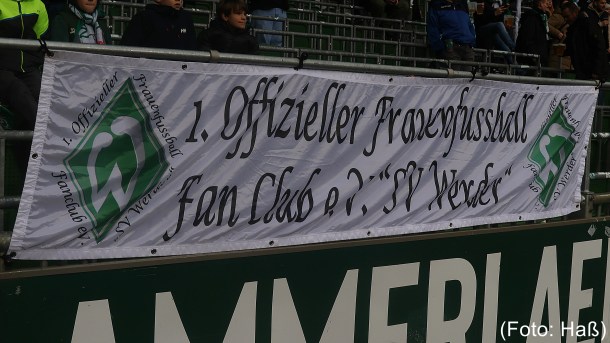 1. Offizieller Frauenfussball
Fan Club e.V. "SV Werder"
1. Offizieller Frauenfussball
Fanclub e.V.
SV Werder
W
AMMERLAE
(Foto: Haß)